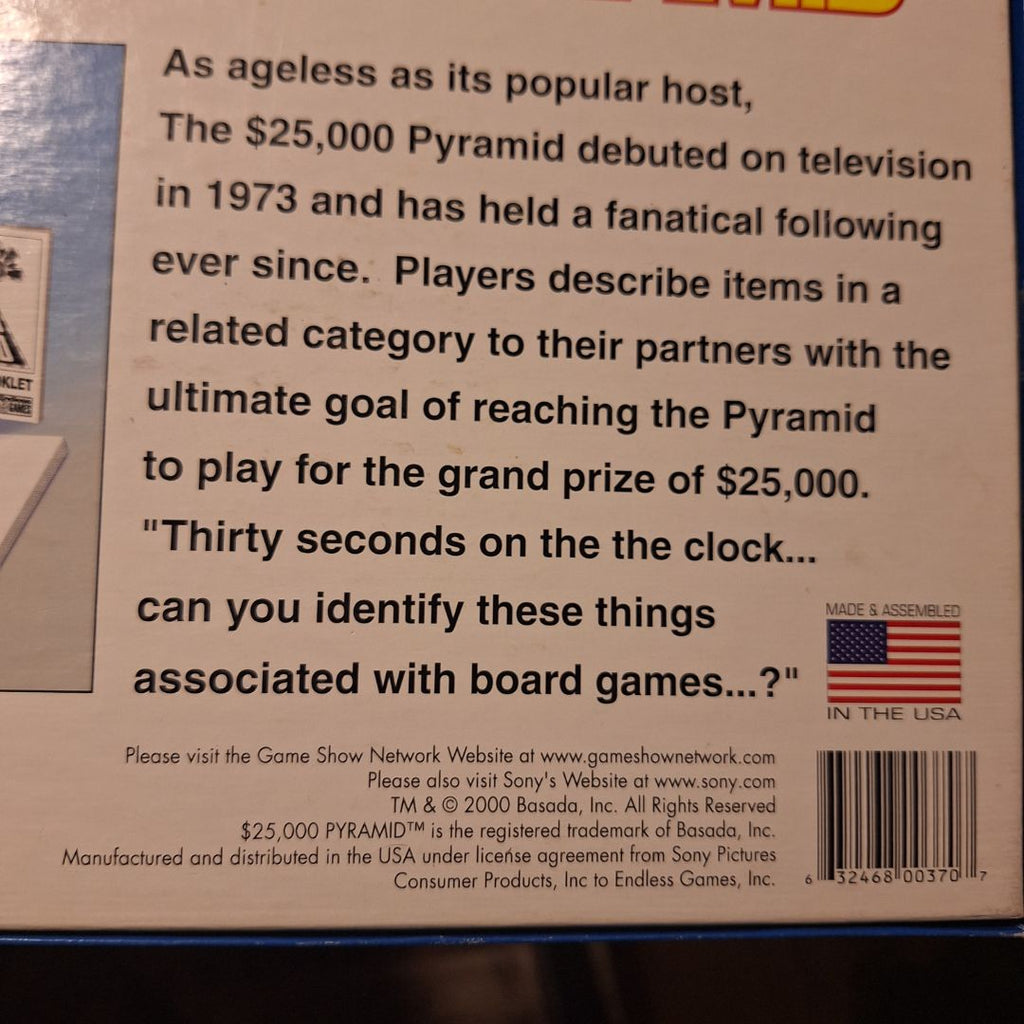 As ageless as its popular host,
The $25,000 Pyramid debuted on television
in 1973 and has held a fanatical following
ever since. Players describe items in a
related category to their partners with the
ultimate goal of reaching the Pyramid
to play for the grand prize of $25,000.
"Thirty seconds on the the clock...
can you identify these things
associated with board games...?"
MADE & ASSEMBLED
IN THE USA
Please visit the Game Show Network Website at www.gameshownetwork.com
Please also visit Sony's Website at www.sony.com
TM & © 2000 Basada, Inc. All Rights Reserved
$25,000 PYRAMID™ is the registered trademark of Basada, Inc.
Manufactured and distributed in the USA under license agreement from Sony Pictures
Consumer Products, Inc to Endless Games, Inc.
6 32468 00370 7